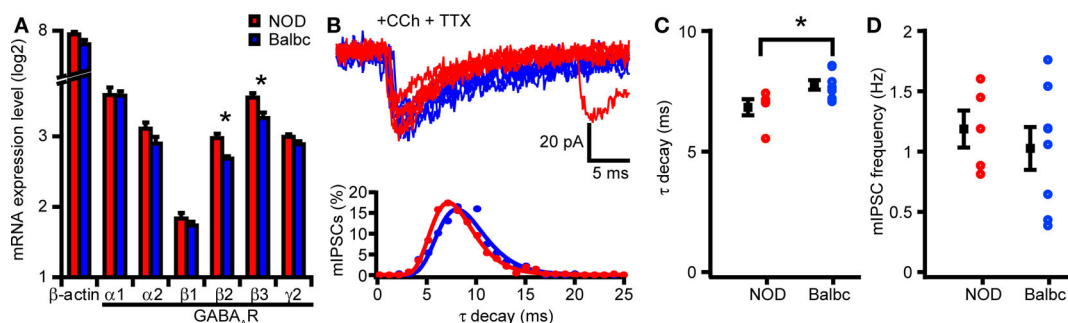 A
mRNA expression level (log2)
8
3
2
1
NOD
Balbc
*
*
β-actin α1 α2 β1 β2 β3 γ2
GABA_AR
B
+CCh + TTX
20 pA
5 ms
mIPSCs (%)
20
15
10
5
0
0 5 10 15 20 25
τ decay (ms)
C
τ decay (ms)
10
5
0
*
NOD Balbc
D
mIPSC frequency (Hz)
2
1.5
1
0.5
0
NOD Balbc